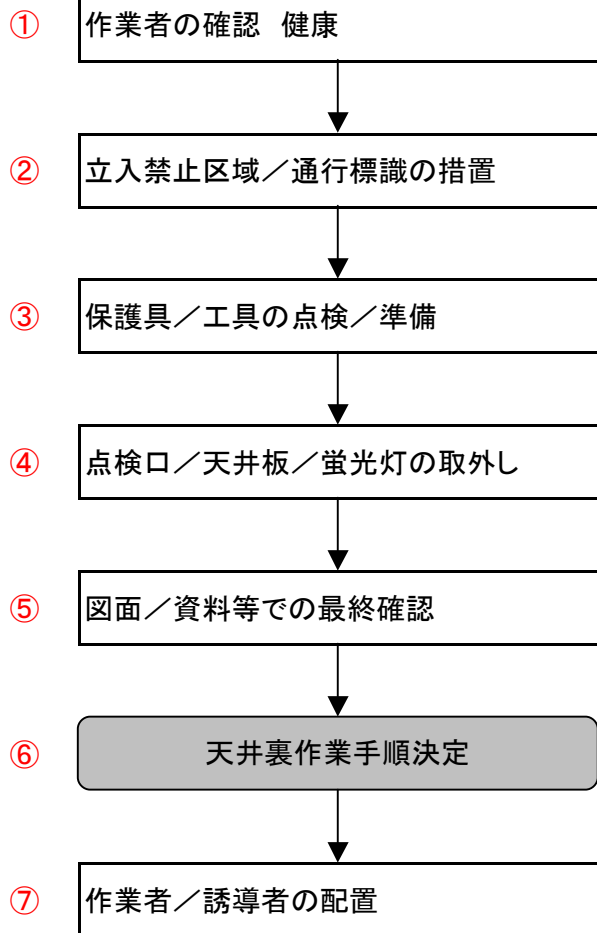 ① 作業者の確認 健康
② 立入禁止区域／通行標識の措置
③ 保護具／工具の点検／準備
④ 点検口／天井板／蛍光灯の取外し
⑤ 図面／資料等での最終確認
⑥ 天井裏作業手順決定
⑦ 作業者／誘導者の配置